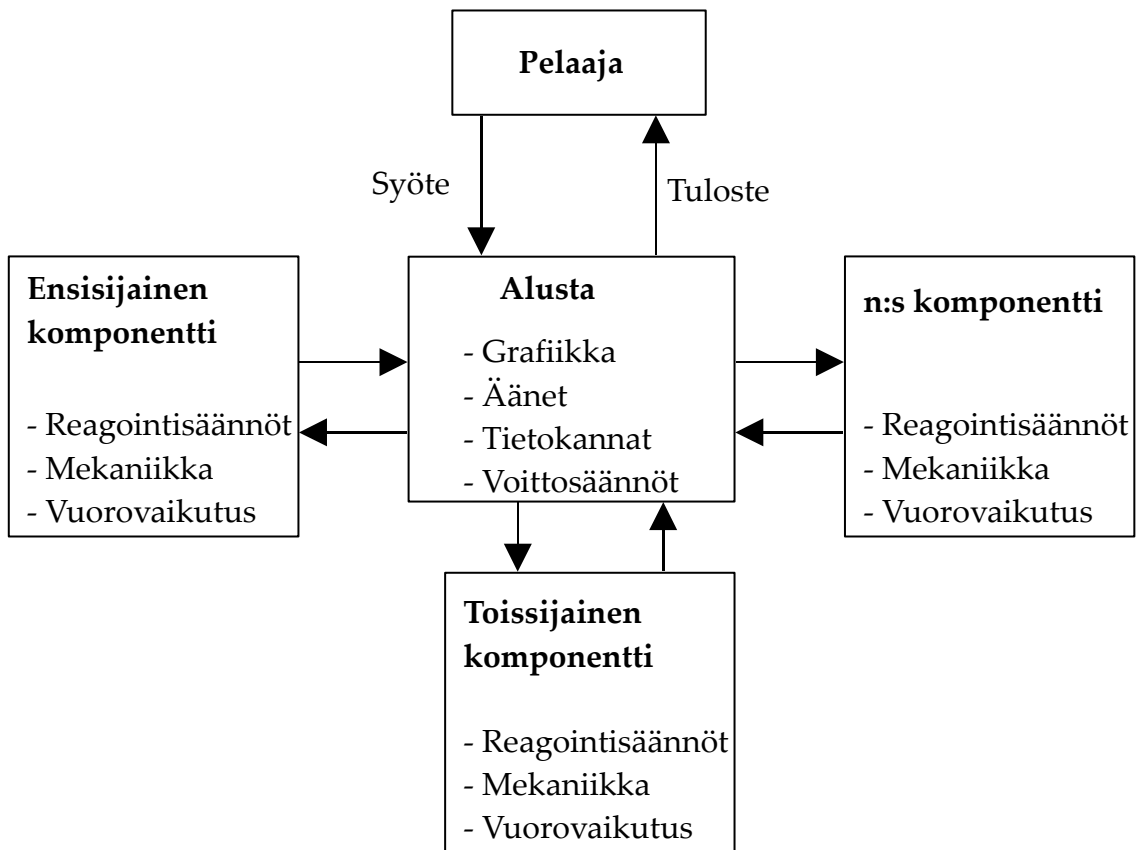 Pelaaja
Syöte
Tuloste
Ensisijainen
komponentti
- Reagointisäännöt
- Mekaniikka
- Vuorovaikutus
Alusta
- Grafiikka
- Äänet
- Tietokannat
- Voittosäännöt
n:s komponentti
- Reagointisäännöt
- Mekaniikka
- Vuorovaikutus
Toissijainen
komponentti
- Reagointisäännöt
- Mekaniikka
- Vuorovaikutus